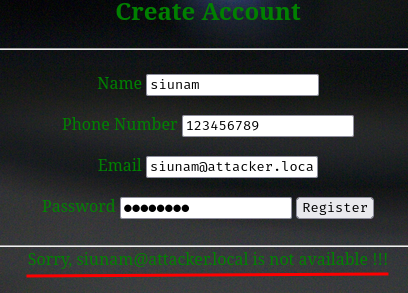 Create Account
Name siunam
Phone Number 123456789
Email siunam@attacker.loca
Password ●●●●●●●● Register
Sorry, siunam@attacker.local is not available !!!